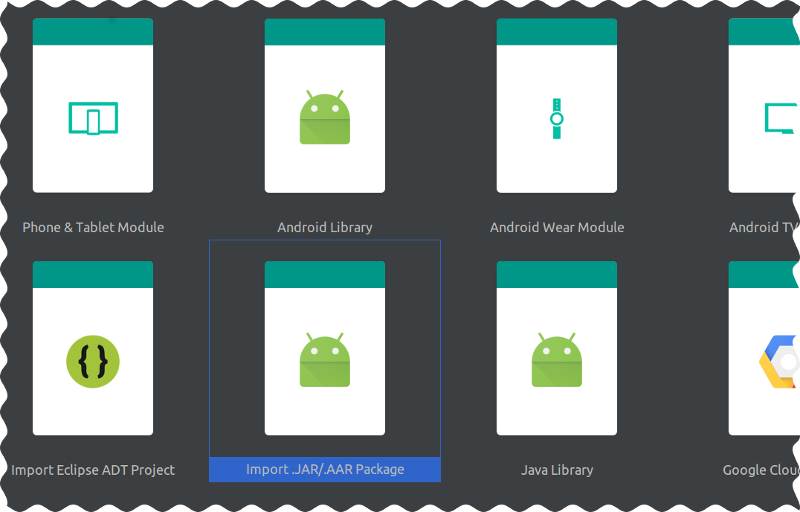 Phone & Tablet Module
Android Library
Android Wear Module
Android TV
Import Eclipse ADT Project
Import .JAR/.AAR Package
Java Library
Google Cloud